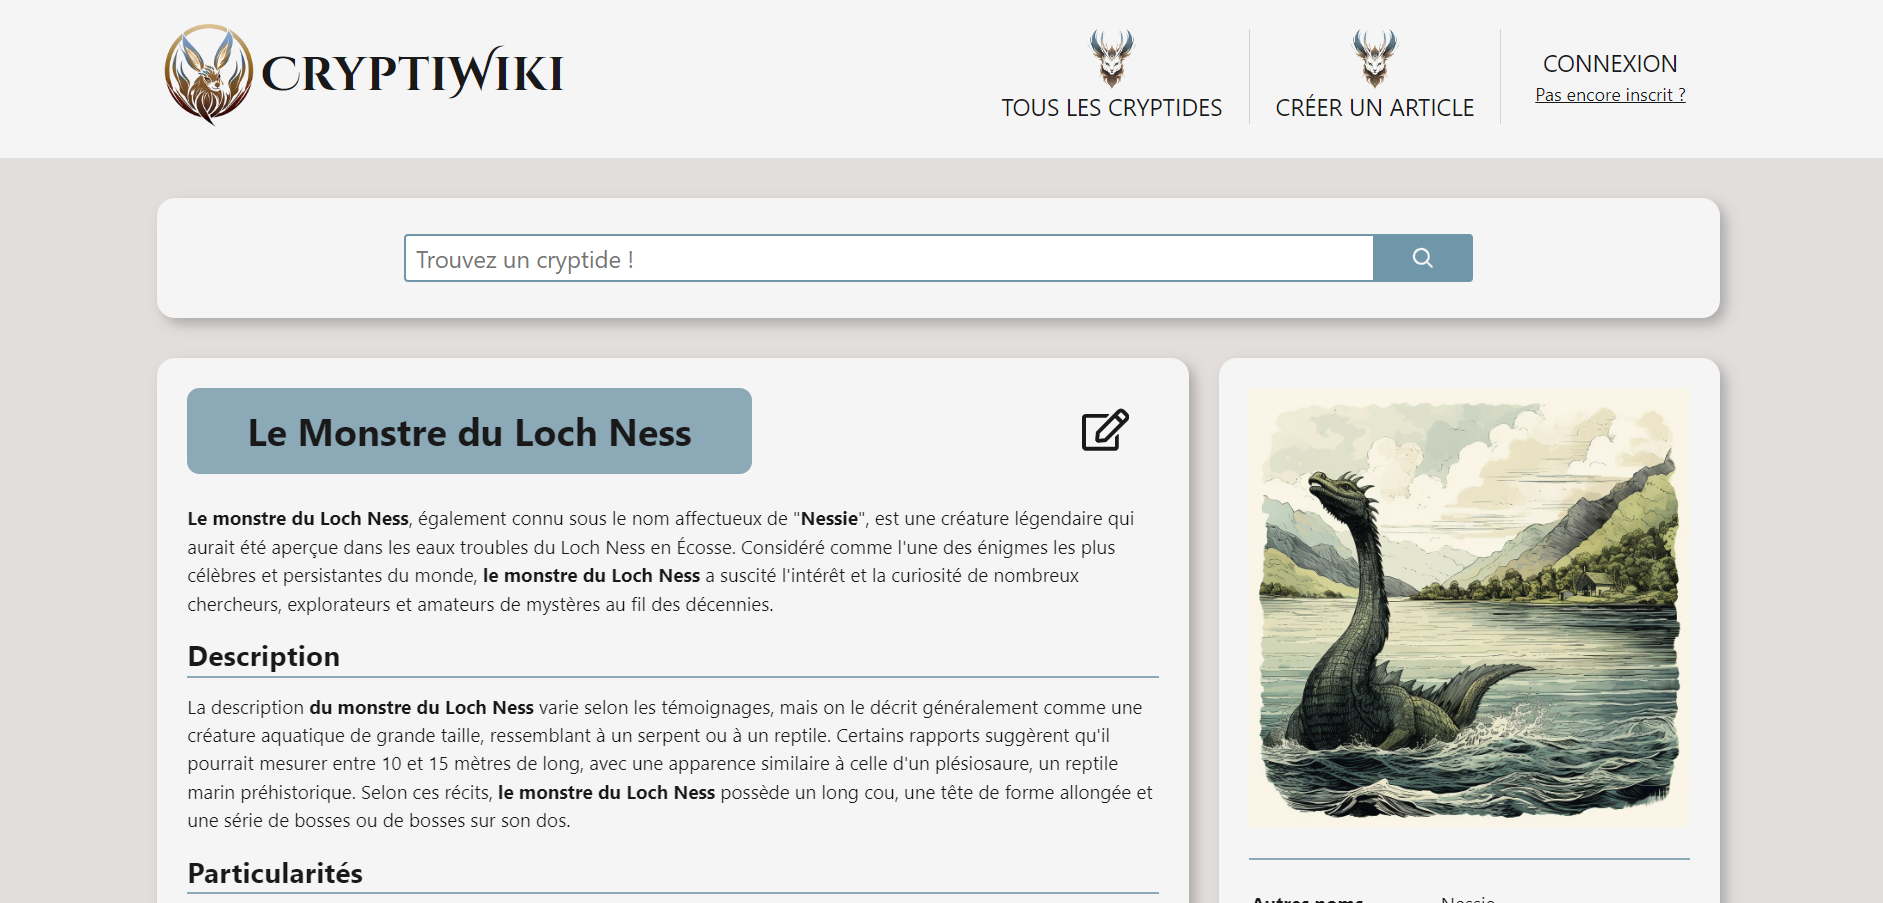 CRYPTIWIKI
TOUS LES CRYPTIDES
CRÉER UN ARTICLE
CONNEXION
Pas encore inscrit ?
Trouvez un cryptide !
Le Monstre du Loch Ness
Le monstre du Loch Ness, également connu sous le nom affectueux de "Nessie", est une créature légendaire qui
aurait été aperçue dans les eaux troubles du Loch Ness en Écosse. Considéré comme l'une des énigmes les plus
célèbres et persistantes du monde, le monstre du Loch Ness a suscité l'intérêt et la curiosité de nombreux
chercheurs, explorateurs et amateurs de mystères au fil des décennies.
Description
La description du monstre du Loch Ness varie selon les témoignages, mais on le décrit généralement comme une
créature aquatique de grande taille, ressemblant à un serpent ou à un reptile. Certains rapports suggèrent qu'il
pourrait mesurer entre 10 et 15 mètres de long, avec une apparence similaire à celle d'un plésiosaure, un reptile
marin préhistorique. Selon ces récits, le monstre du Loch Ness possède un long cou, une tête de forme allongée et
une série de bosses ou de bosses sur son dos.
Particularités
Autres noms Nessie